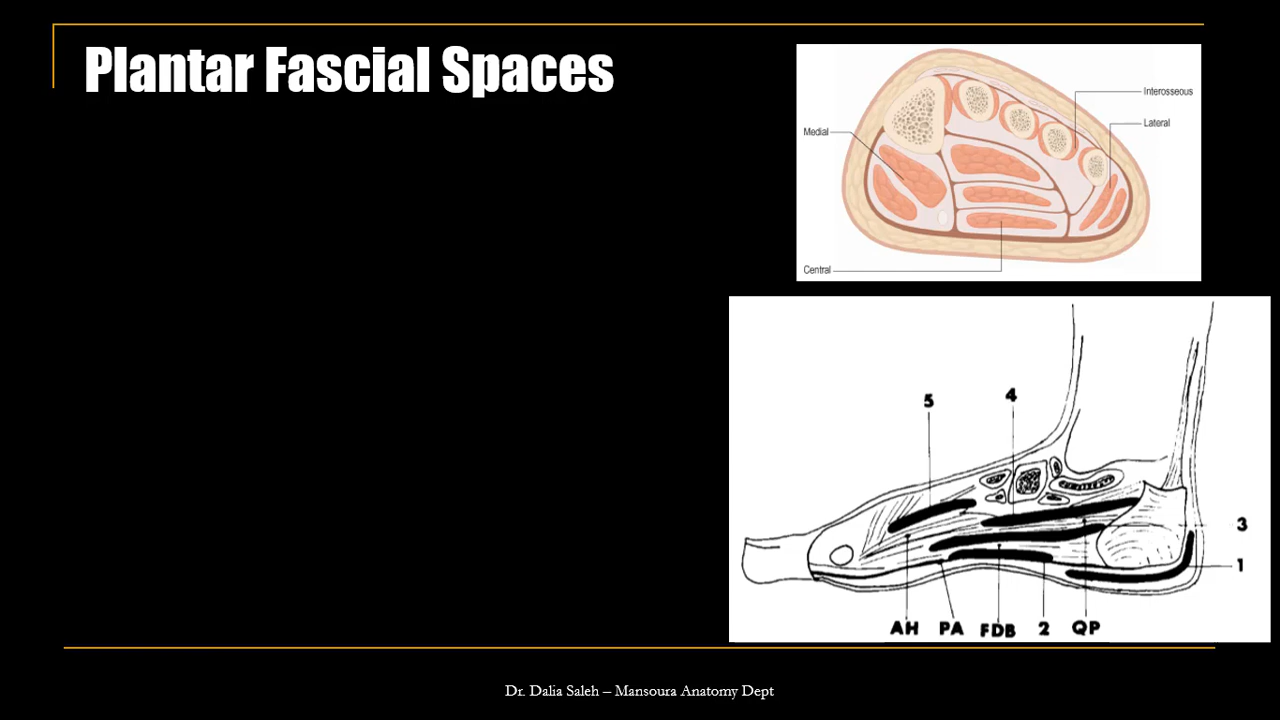 Plantar Fascial Spaces
Interosseous
Lateral
Medial
Central
5
4
3
1
AH PA FDB 2 QP
Dr. Dalia Saleh – Mansoura Anatomy Dept